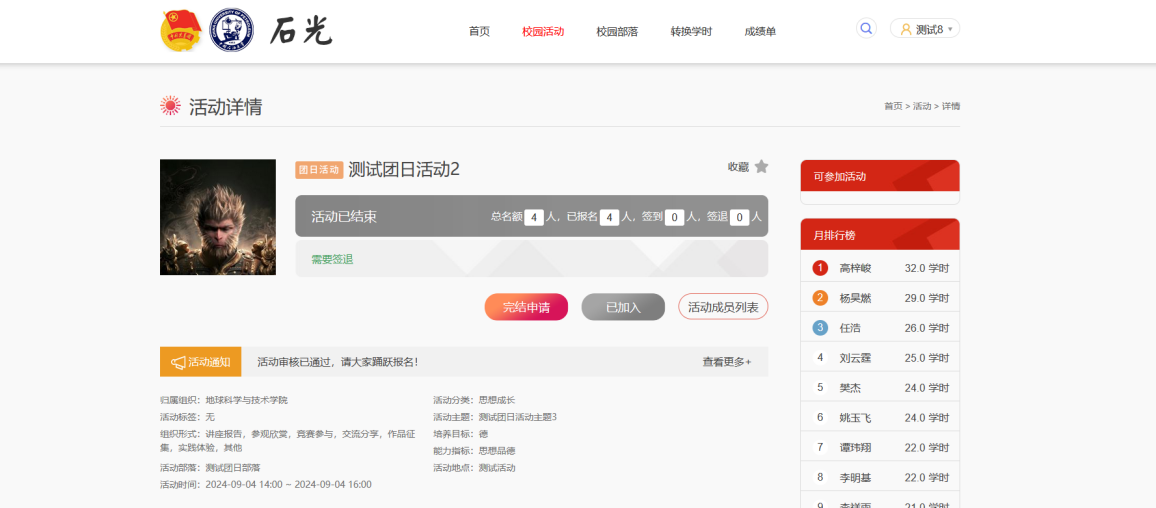 石光
首页 校园活动 校园部落 转换学时 成绩单 测试8
活动详情
首页 > 活动 > 详情
团日活动 测试团日活动2
收藏
活动已结束
总名额 4 人，已报名 4 人，签到 0 人，签退 0 人
需要签退
完结申请 已加入 活动成员列表
活动通知 活动审核已通过，请大家踊跃报名！ 查看更多+
归属组织：地球科学与技术学院
活动分类：思想成长
活动标签：无
活动主题：测试团日活动主题3
组织形式：讲座报告，参观欣赏，竞赛参与，交流分享，作品征
集，实践体验，其他
培养目标：德
能力指标：思想品德
活动部落：测试团日部落
活动地点：测试活动
活动时间：2024-09-04 14:00 ~ 2024-09-04 16:00
可参加活动
月排行榜
1 高梓峻 32.0 学时
2 杨昊燃 29.0 学时
3 任浩 26.0 学时
4 刘云霆 25.0 学时
5 樊杰 24.0 学时
6 姚玉飞 24.0 学时
7 谭玮翔 22.0 学时
8 李明基 22.0 学时
9 21.0 学时